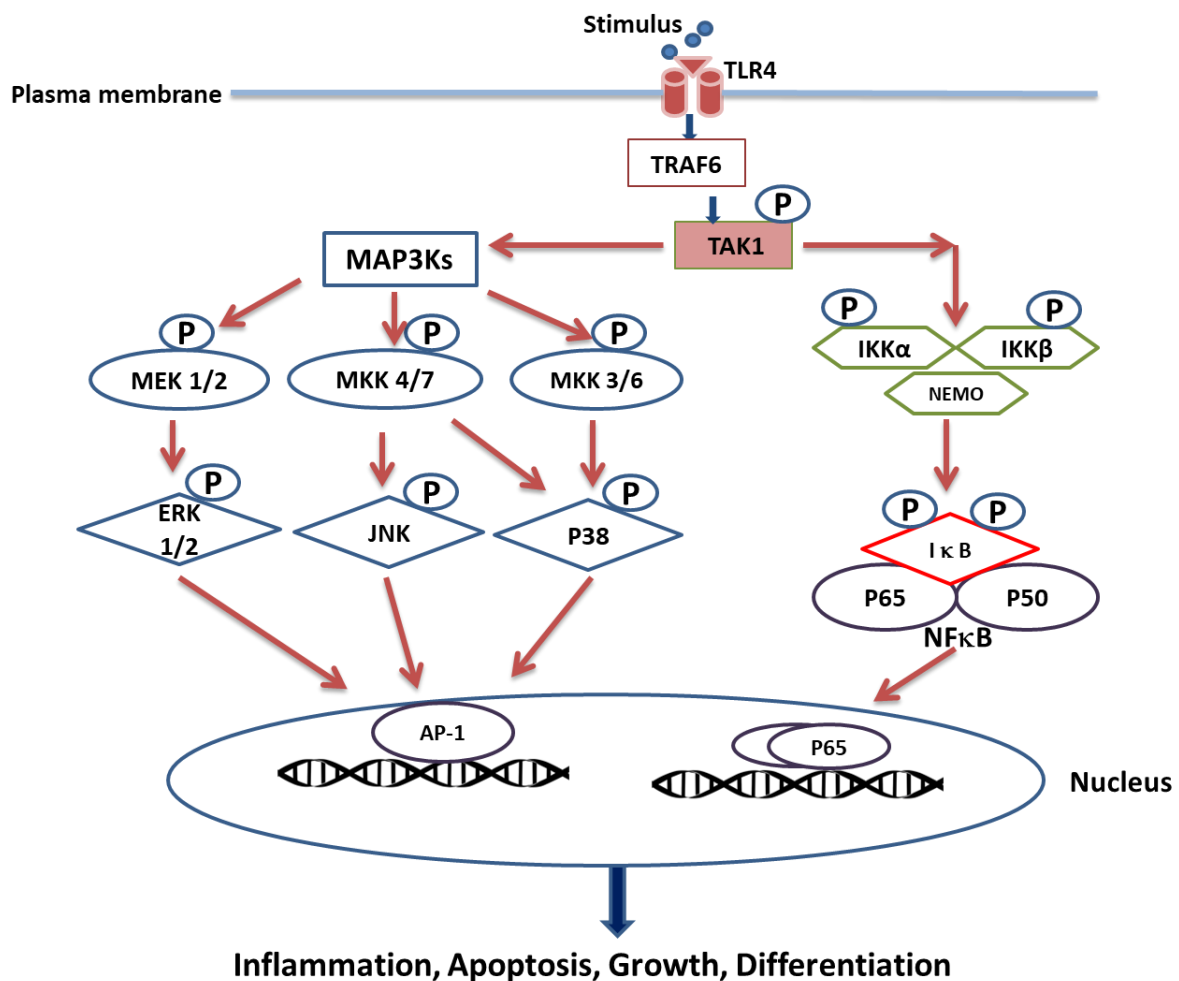 Stimulus
TLR4
Plasma membrane
TRAF6
P
TAK1
MAP3Ks
P
P
P
P
P
MEK 1/2
MKK 4/7
MKK 3/6
IKKα
IKKβ
NEMO
P
P
P
P
P
ERK
1/2
JNK
P38
I κ B
P65
P50
NFκB
AP-1
P65
Nucleus
Inflammation, Apoptosis, Growth, Differentiation